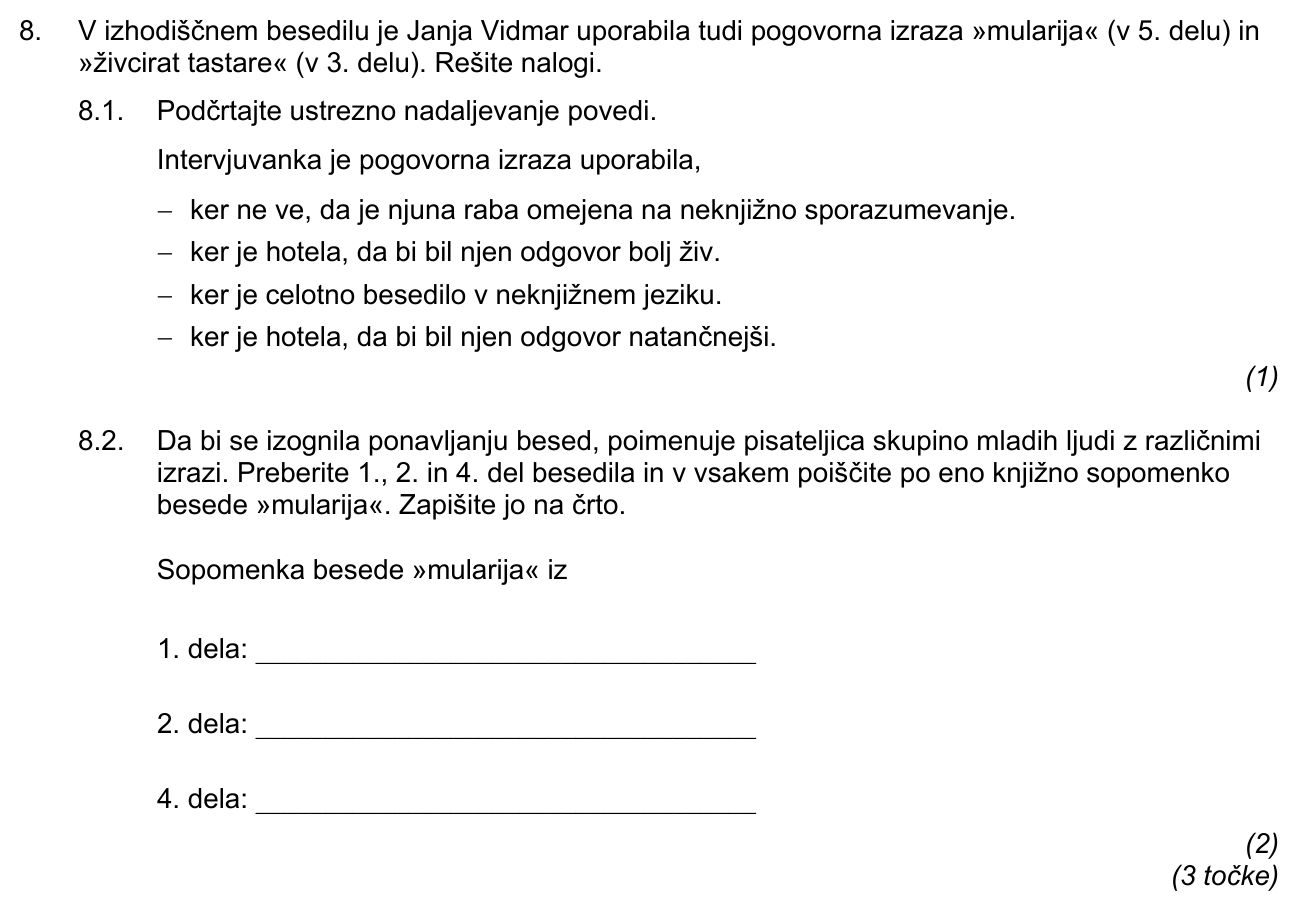 8. V izhodiščnem besedilu je Janja Vidmar uporabila tudi pogovorna izraza »mularija« (v 5. delu) in
»živcirat tastare« (v 3. delu). Rešite nalogi.
8.1. Podčrtajte ustrezno nadaljevanje povedi.
Intervjuvanka je pogovorna izraza uporabila,
– ker ne ve, da je njuna raba omejena na neknjižno sporazumevanje.
– ker je hotela, da bi bil njen odgovor bolj živ.
– ker je celotno besedilo v neknjižnem jeziku.
– ker je hotela, da bi bil njen odgovor natančnejši.
(1)
8.2. Da bi se izognila ponavljanju besed, poimenuje pisateljica skupino mladih ljudi z različnimi
izrazi. Preberite 1., 2. in 4. del besedila in v vsakem poiščite po eno knjižno sopomenko
besede »mularija«. Zapišite jo na črto.
Sopomenka besede »mularija« iz
1. dela: ________________________________
2. dela: ________________________________
4. dela: ________________________________
(2)
(3 točke)